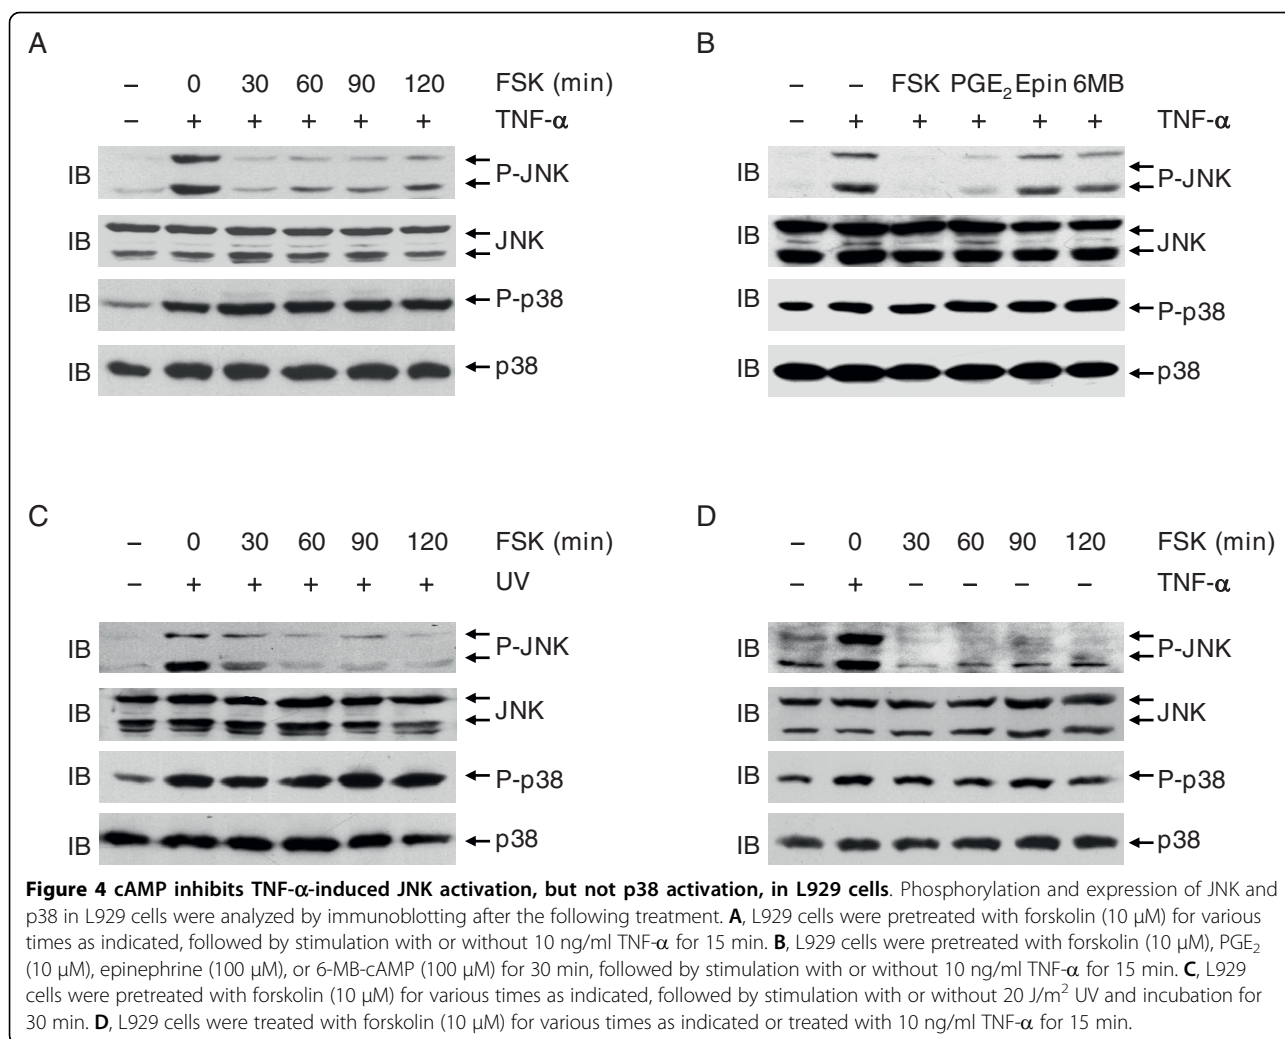 A
– 0 30 60 90 120 FSK (min)
– + + + + + TNF-α
IB P-JNK
IB JNK
IB P-p38
IB p38
B
– – FSK PGE₂ Epin 6MB
– + + + + + TNF-α
IB P-JNK
IB JNK
IB P-p38
IB p38
C
– 0 30 60 90 120 FSK (min)
– + + + + + UV
IB P-JNK
IB JNK
IB P-p38
IB p38
D
– 0 30 60 90 120 FSK (min)
– + – – – – TNF-α
IB P-JNK
IB JNK
IB P-p38
IB p38
Figure 4 cAMP inhibits TNF-α-induced JNK activation, but not p38 activation, in L929 cells. Phosphorylation and expression of JNK and
p38 in L929 cells were analyzed by immunoblotting after the following treatment. A, L929 cells were pretreated with forskolin (10 μM) for various
times as indicated, followed by stimulation with or without 10 ng/ml TNF-α for 15 min. B, L929 cells were pretreated with forskolin (10 μM), PGE₂
(10 μM), epinephrine (100 μM), or 6-MB-cAMP (100 μM) for 30 min, followed by stimulation with or without 10 ng/ml TNF-α for 15 min. C, L929
cells were pretreated with forskolin (10 μM) for various times as indicated, followed by stimulation with or without 20 J/m² UV and incubation for
30 min. D, L929 cells were treated with forskolin (10 μM) for various times as indicated or treated with 10 ng/ml TNF-α for 15 min.